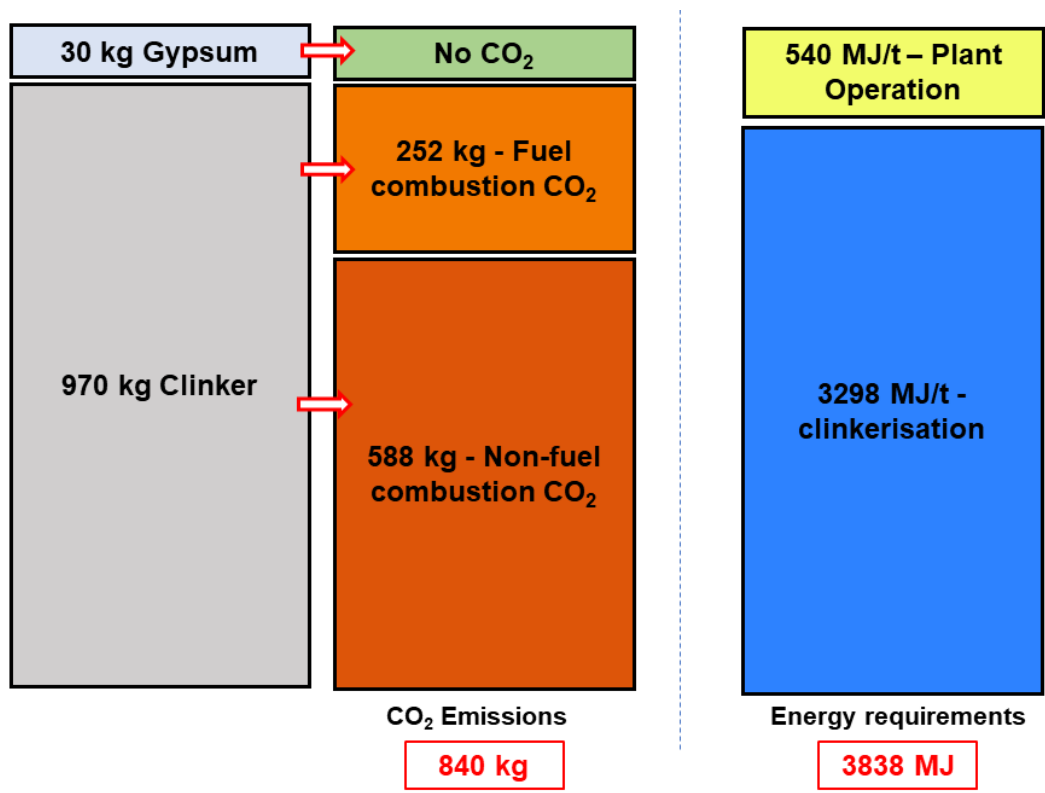 30 kg Gypsum
No CO₂
540 MJ/t – Plant
Operation
252 kg - Fuel
combustion CO₂
970 kg Clinker
588 kg - Non-fuel
combustion CO₂
3298 MJ/t -
clinkerisation
CO₂ Emissions
840 kg
Energy requirements
3838 MJ